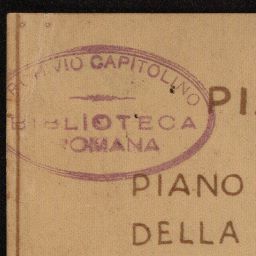 ARCHIVIO CAPITOLINO
BIBLIOTECA
ROMANA
PI
PIANO
DELLA